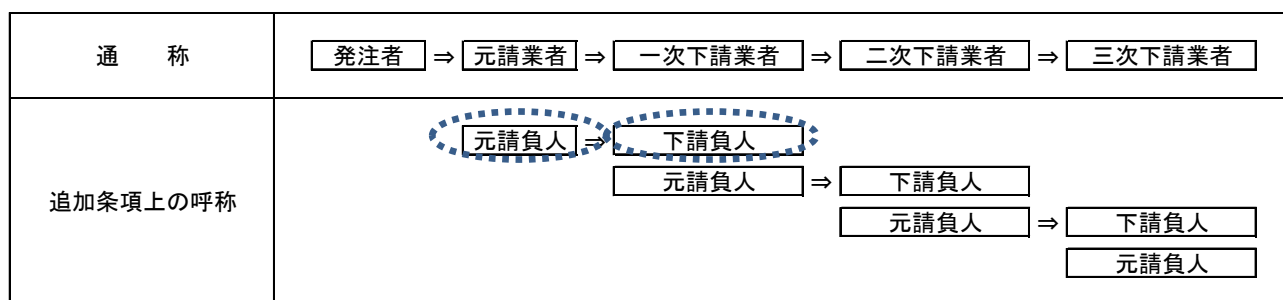 通　称
発注者 ⇒ 元請業者 ⇒ 一次下請業者 ⇒ 二次下請業者 ⇒ 三次下請業者
追加条項上の呼称
元請負人 ⇒ 下請負人
元請負人 ⇒ 下請負人
元請負人 ⇒ 下請負人
元請負人